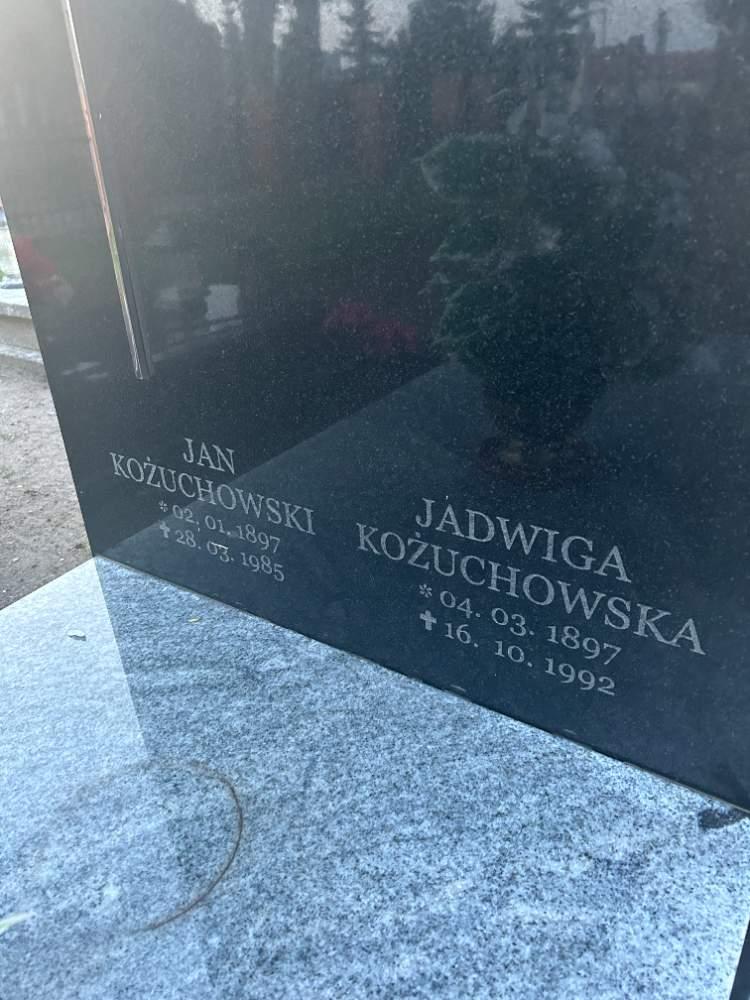 JAN
KOŻUCHOWSKI
* 02. 01. 1897
✝ 28. 03. 1985
JADWIGA
KOŻUCHOWSKA
* 04. 03. 1897
✝ 16. 10. 1992